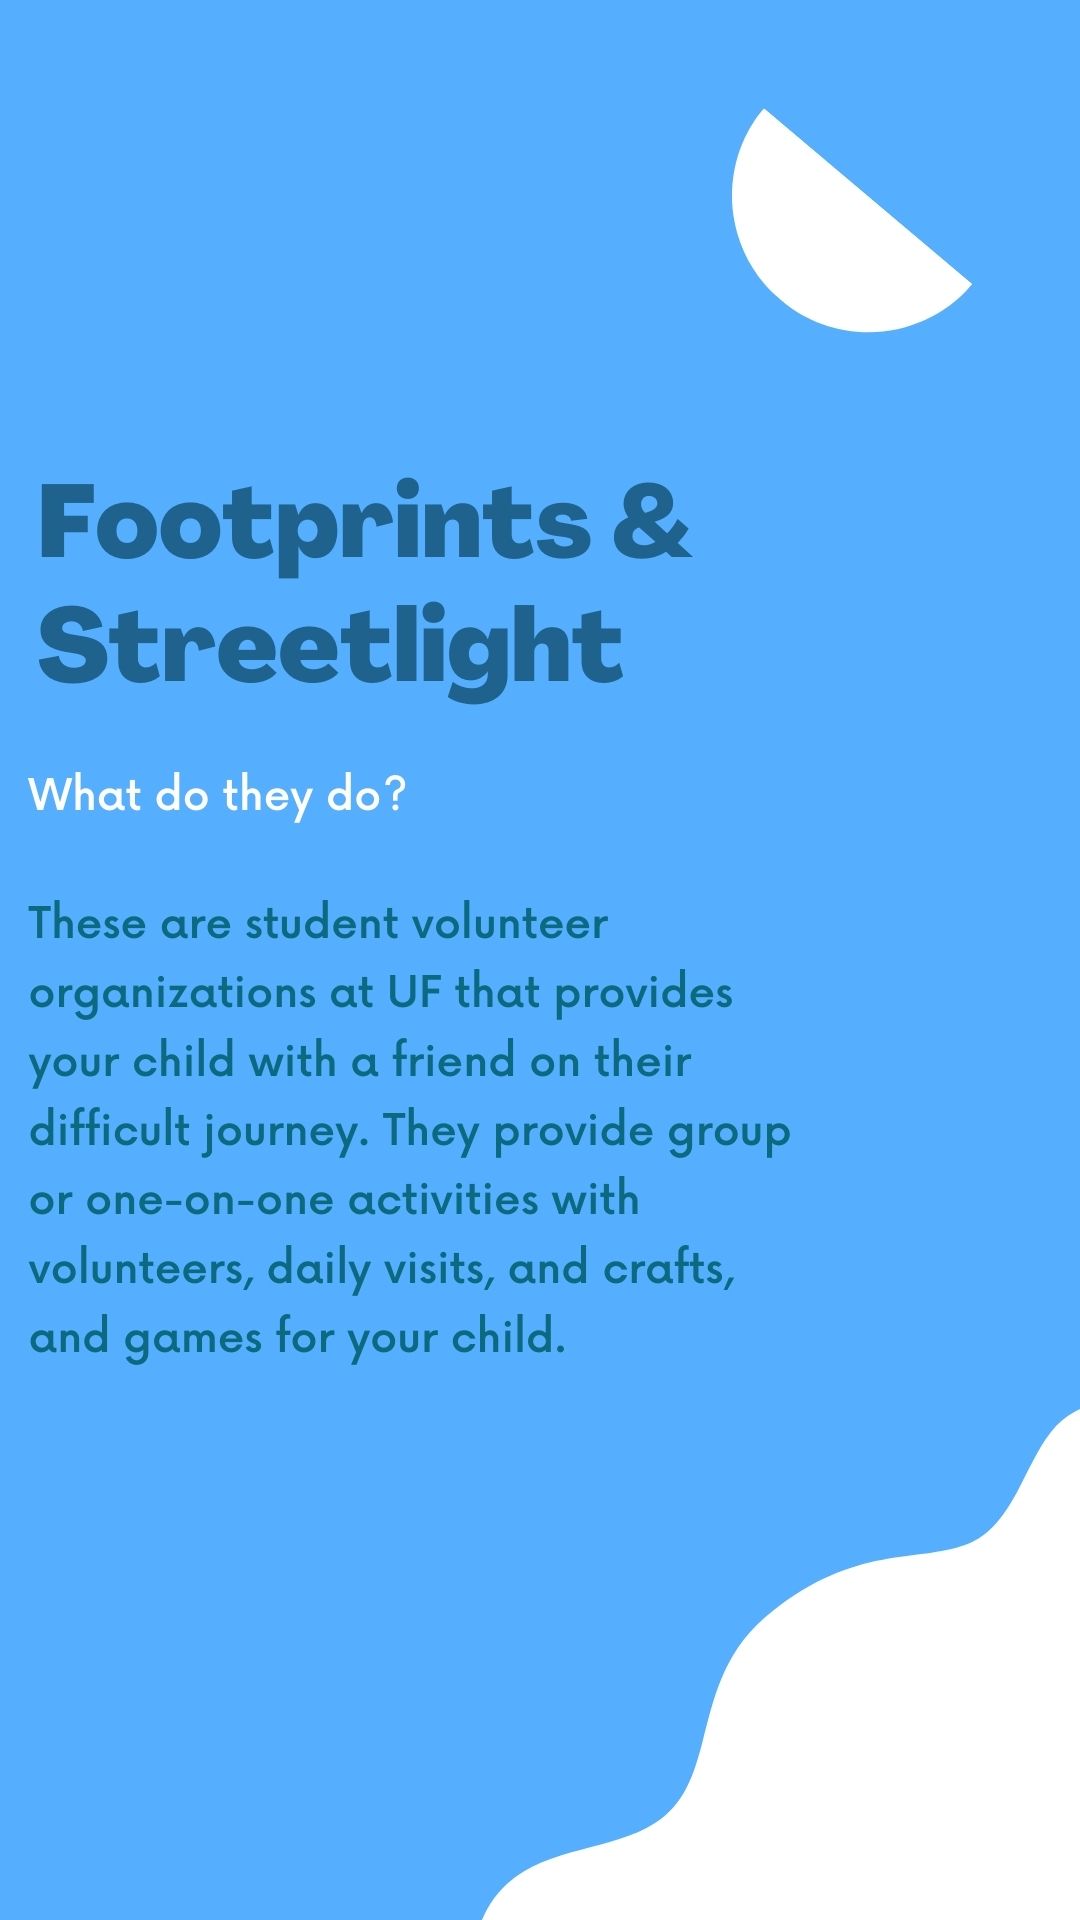 Footprints &
Streetlight
What do they do?
These are student volunteer
organizations at UF that provides
your child with a friend on their
difficult journey. They provide group
or one-on-one activities with
volunteers, daily visits, and crafts,
and games for your child.